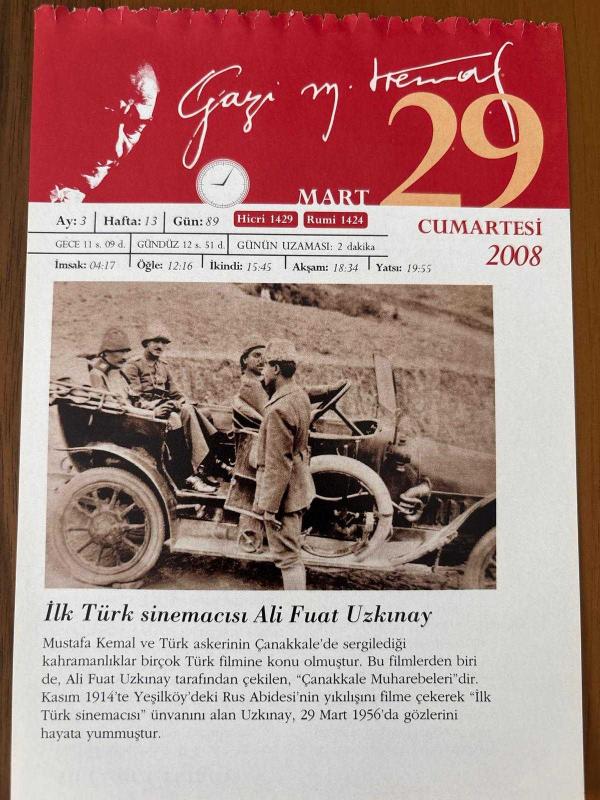 Gazi M. Kemal
29
MART
CUMARTESİ
2008
Ay: 3 Hafta: 13 Gün: 89 Hicri 1429 Rumi 1424
GECE 11 s. 09 d. GÜNDÜZ 12 s. 51 d. GÜNÜN UZAMASI: 2 dakika
İmsak: 04:17 Öğle: 12:16 İkindi: 15:45 Akşam: 18:34 Yatsı: 19:55
İlk Türk sinemacısı Ali Fuat Uzkınay
Mustafa Kemal ve Türk askerinin Çanakkale'de sergilediği
kahramanlıklar birçok Türk filmine konu olmuştur. Bu filmlerden biri
de, Ali Fuat Uzkınay tarafından çekilen, “Çanakkale Muharebeleri”dir.
Kasım 1914'te Yeşilköy'deki Rus Abidesi'nin yıkılışını filme çekerek “İlk
Türk sinemacısı” ünvanını alan Uzkınay, 29 Mart 1956'da gözlerini
hayata yummuştur.